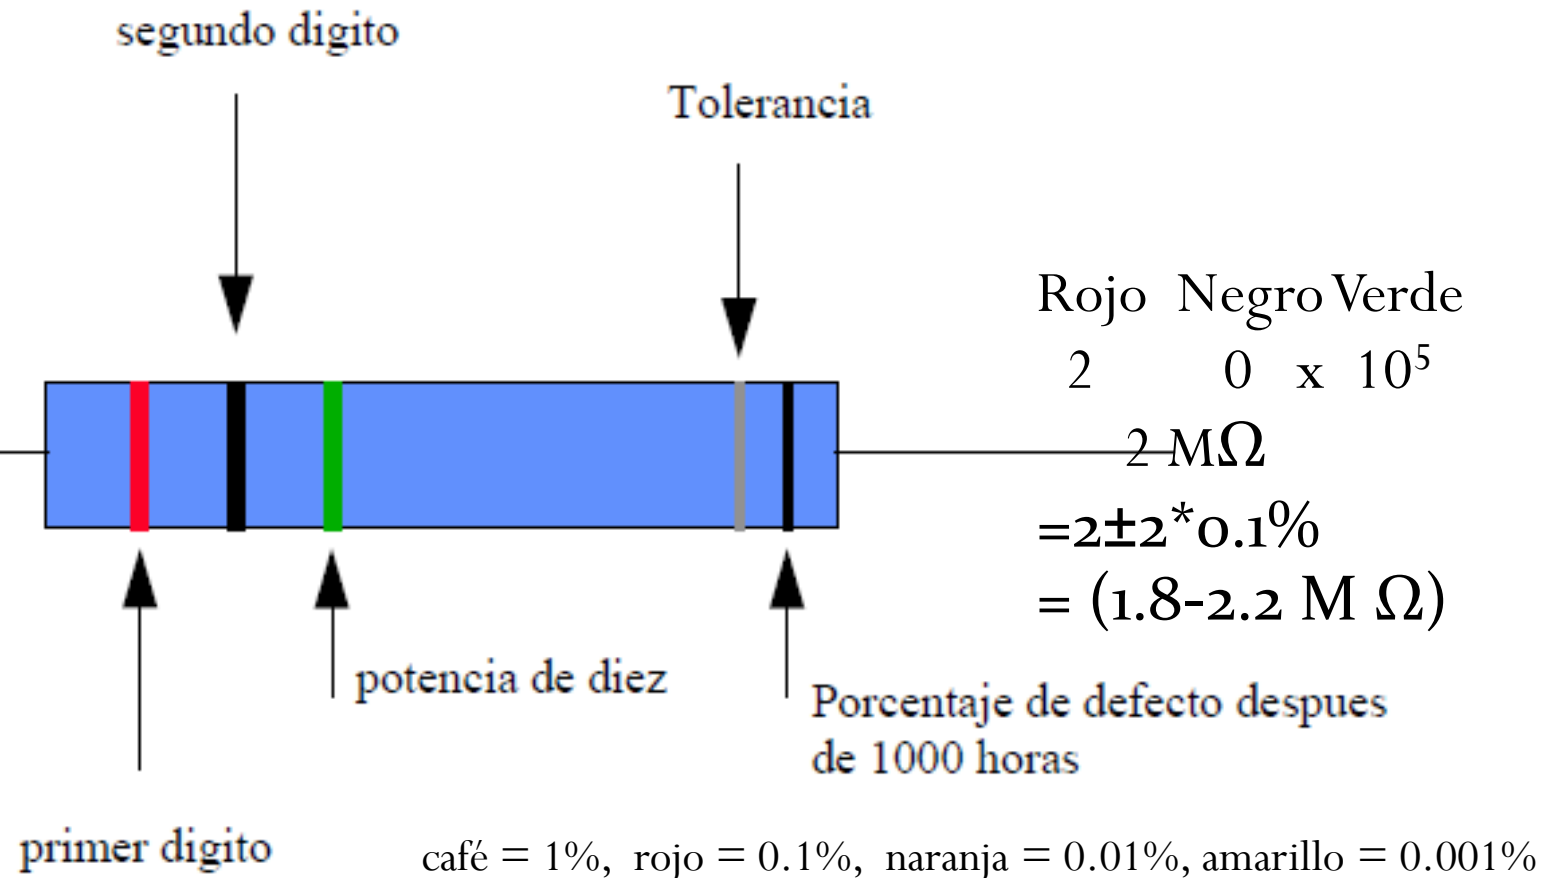 segundo digito
Tolerancia
Rojo Negro Verde
2 0 x 10⁵
2 MΩ
=2±2*0.1%
= (1.8-2.2 M Ω)
potencia de diez
Porcentaje de defecto despues
de 1000 horas
primer digito
café = 1%, rojo = 0.1%, naranja = 0.01%, amarillo = 0.001%